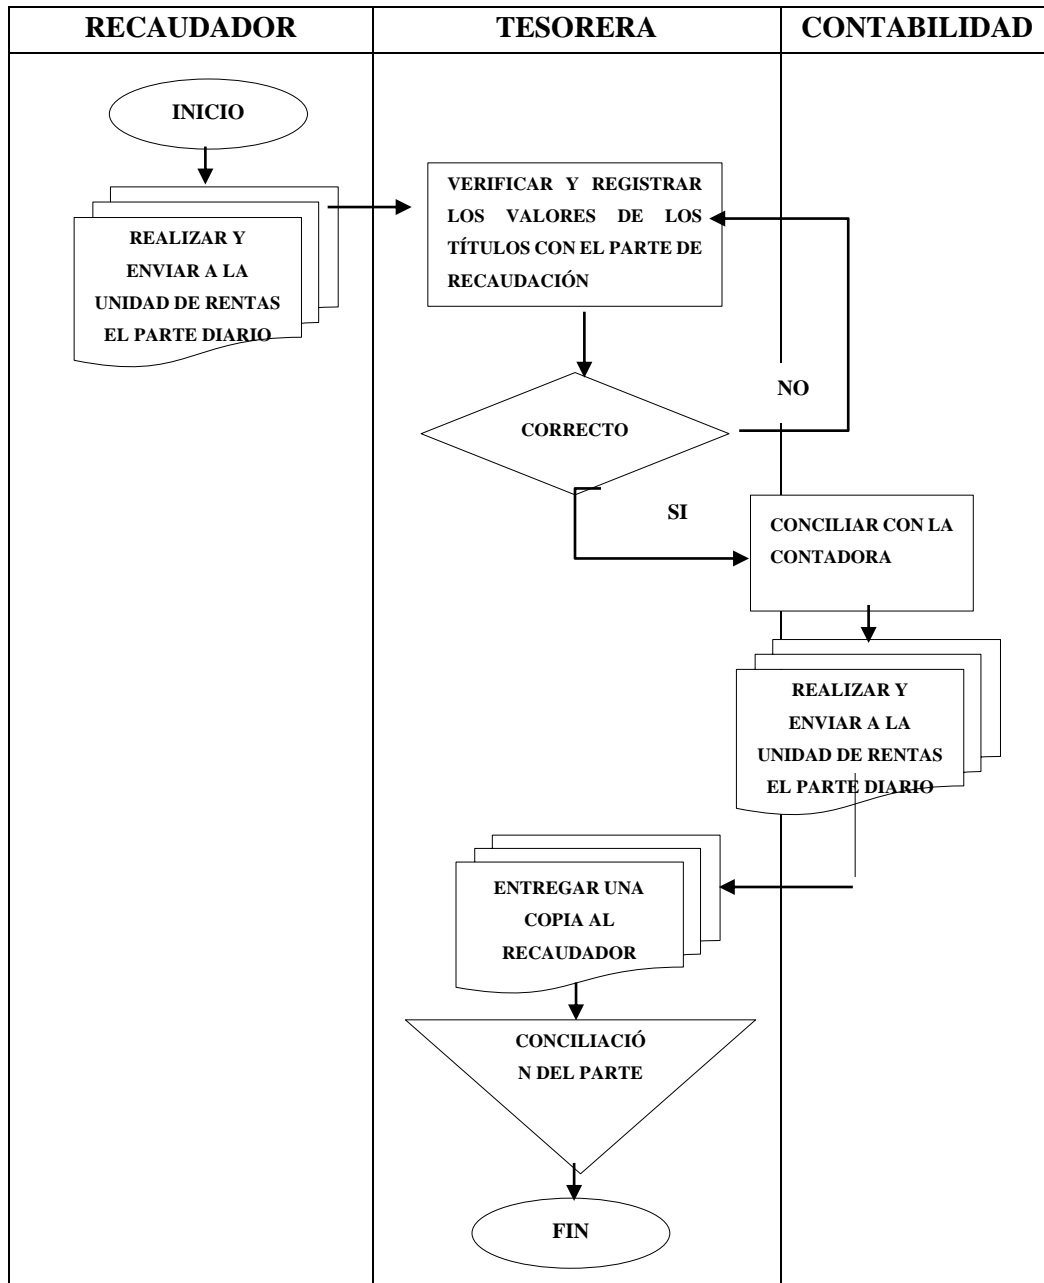 RECAUDADOR
TESORERA
CONTABILIDAD
INICIO
REALIZAR Y
ENVIAR A LA
UNIDAD DE RENTAS
EL PARTE DIARIO
VERIFICAR Y REGISTRAR
LOS VALORES DE LOS
TÍTULOS CON EL PARTE DE
RECAUDACIÓN
CORRECTO
NO
SI
CONCILIAR CON LA
CONTADORA
REALIZAR Y
ENVIAR A LA
UNIDAD DE RENTAS
EL PARTE DIARIO
ENTREGAR UNA
COPIA AL
RECAUDADOR
CONCILIACIÓ
N DEL PARTE
FIN